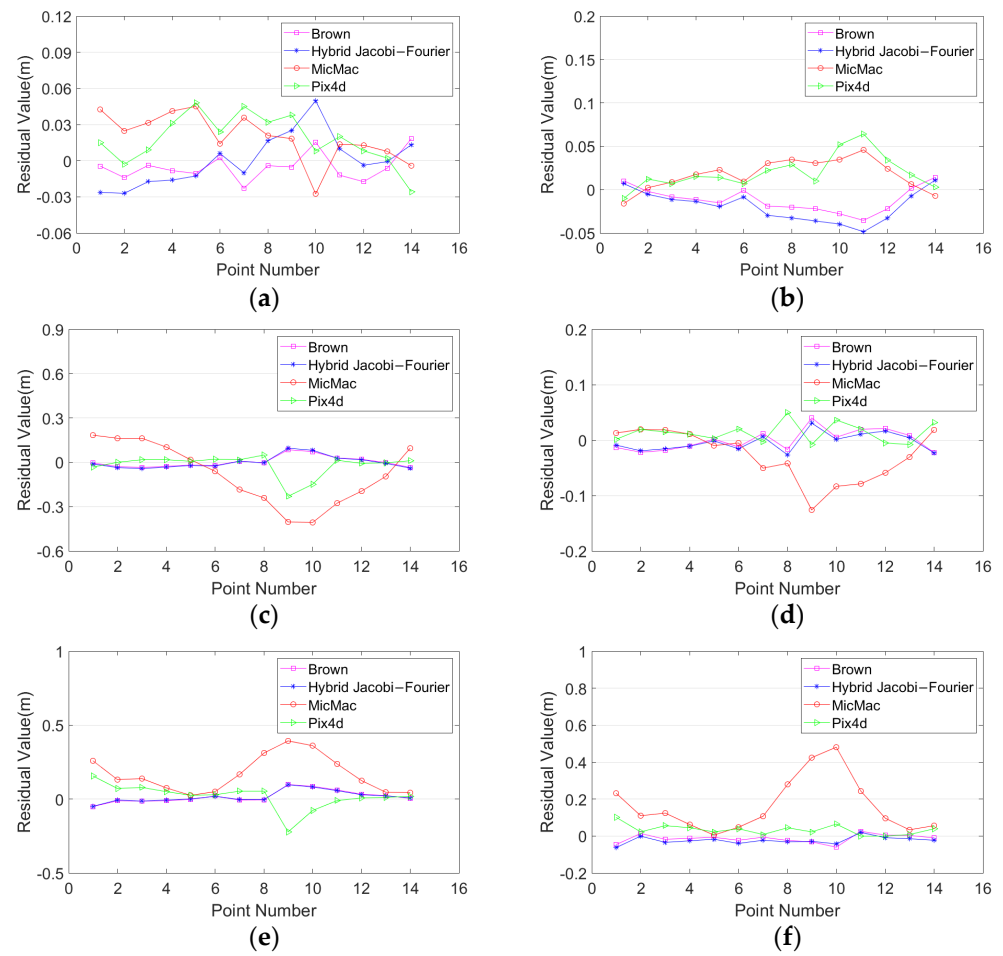 0.12
0.09
0.06
0.03
0
-0.03
-0.06
0 2 4 6 8 10 12 14 16
Residual Value(m)
Point Number
Brown
Hybrid Jacobi−Fourier
MicMac
Pix4d
(a)
0.2
0.15
0.1
0.05
0
-0.05
0 2 4 6 8 10 12 14 16
Residual Value(m)
Point Number
Brown
Hybrid Jacobi−Fourier
MicMac
Pix4d
(b)
0.9
0.6
0.3
0
-0.3
-0.6
0 2 4 6 8 10 12 14 16
Residual Value(m)
Point Number
Brown
Hybrid Jacobi−Fourier
MicMac
Pix4d
(c)
0.2
0.1
0
-0.1
-0.2
0 2 4 6 8 10 12 14 16
Residual Value(m)
Point Number
Brown
Hybrid Jacobi−Fourier
MicMac
Pix4d
(d)
1
0.5
0
-0.5
0 2 4 6 8 10 12 14 16
Residual Value(m)
Point Number
Brown
Hybrid Jacobi−Fourier
MicMac
Pix4d
(e)
1
0.8
0.6
0.4
0.2
0
-0.2
0 2 4 6 8 10 12 14 16
Residual Value(m)
Point Number
Brown
Hybrid Jacobi−Fourier
MicMac
Pix4d
(f)